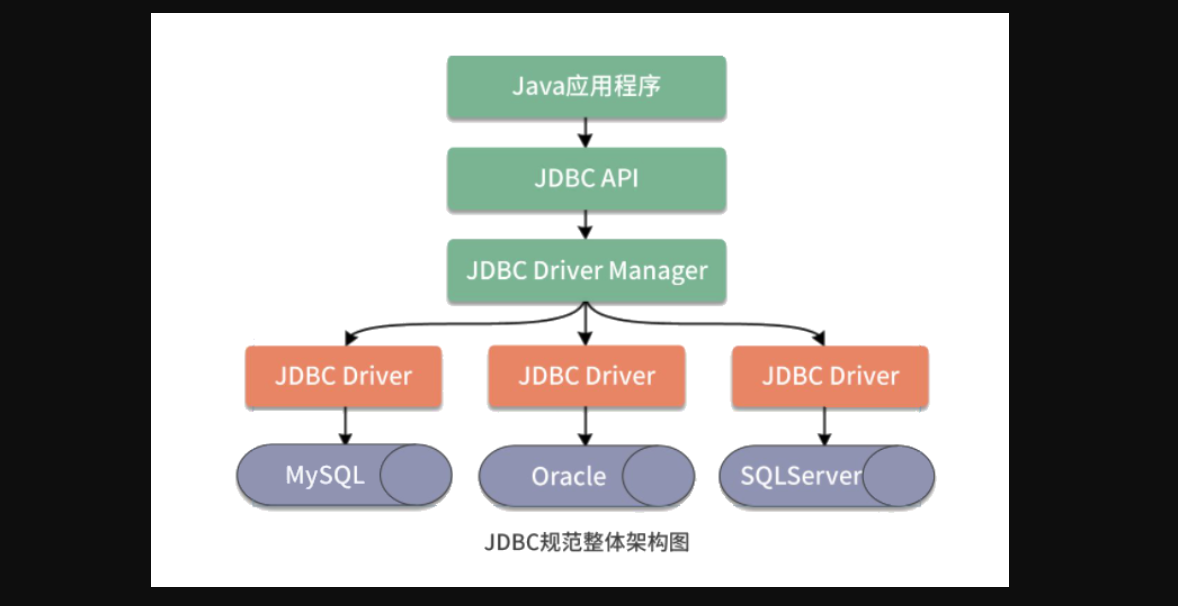 Java应用程序
JDBC API
JDBC Driver Manager
JDBC Driver
JDBC Driver
JDBC Driver
MySQL
Oracle
SQLServer
JDBC规范整体架构图